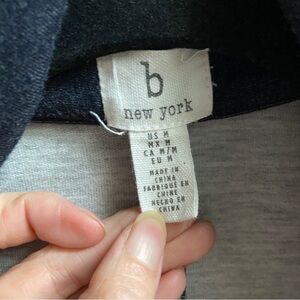 b
new york
US M
MX M
CA M/M
EU M
MADE IN
CHINA
FABRIQUÉ EN
CHINE
HECHO EN
CHINA